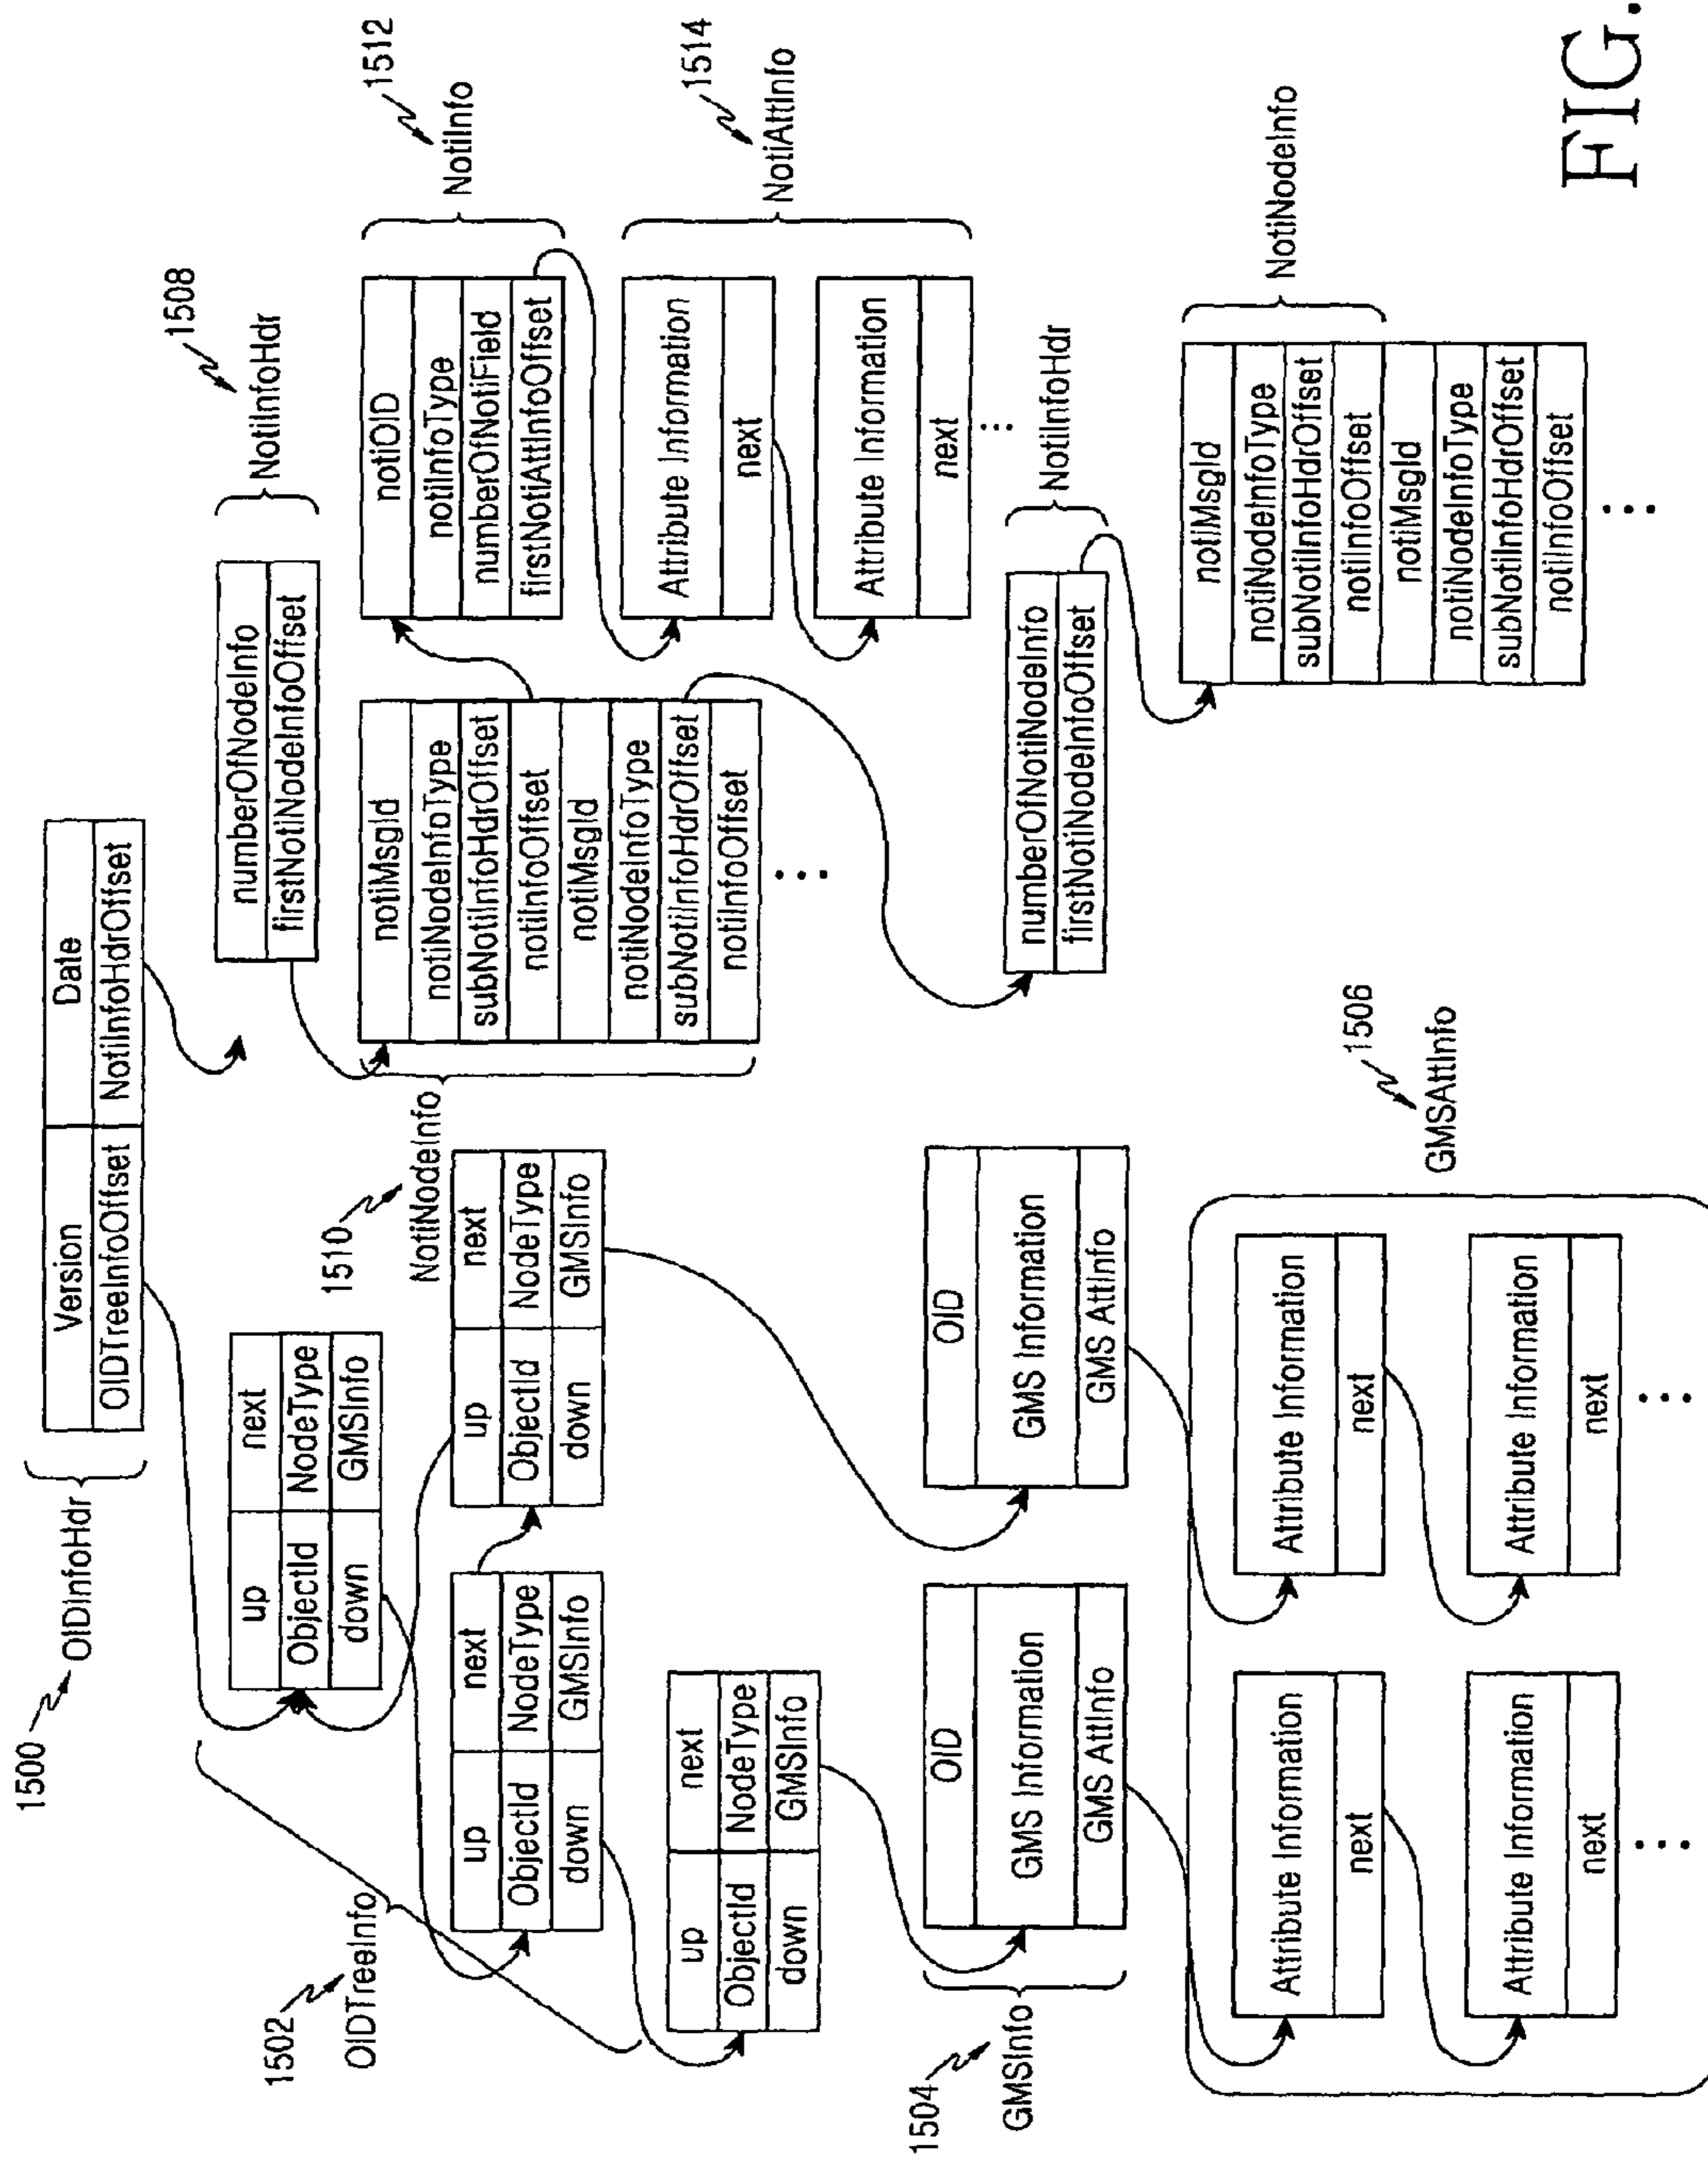 1500
OIDInfoHdr
Version
Date
OIDTreeInfoOffset
NotiInfoHdrOffset
1502
OIDTreeInfo
up
next
ObjectId
NodeType
down
GMSInfo
up
next
ObjectId
NodeType
down
GMSInfo
up
next
ObjectId
NodeType
down
GMSInfo
up
next
ObjectId
NodeType
down
GMSInfo
1504
GMSInfo
OID
GMS Information
GMS AttInfo
OID
GMS Information
GMS AttInfo
1506
GMSAttInfo
Attribute Information
next
Attribute Information
next
...
Attribute Information
next
Attribute Information
next
...
1508
NotiInfoHdr
numberOfNodeInfo
firstNotiNodeInfoOffset
1510
NotiNodeInfo
notiMsgId
notiNodeInfoType
subNotiInfoHdrOffset
notiInfoOffset
notiMsgId
notiNodeInfoType
subNotiInfoHdrOffset
notiInfoOffset
...
1512
NotiInfo
notiOID
notiInfoType
numberOfNotiField
firstNotiAttInfoOffset
1514
NotiAttInfo
Attribute Information
next
Attribute Information
next
...
NotiInfoHdr
numberOfNotiNodeInfo
firstNotiNodeInfoOffset
NotiNodeInfo
notiMsgId
notiNodeInfoType
subNotiInfoHdrOffset
notiInfoOffset
notiMsgId
notiNodeInfoType
subNotiInfoHdrOffset
notiInfoOffset
...
FIG.